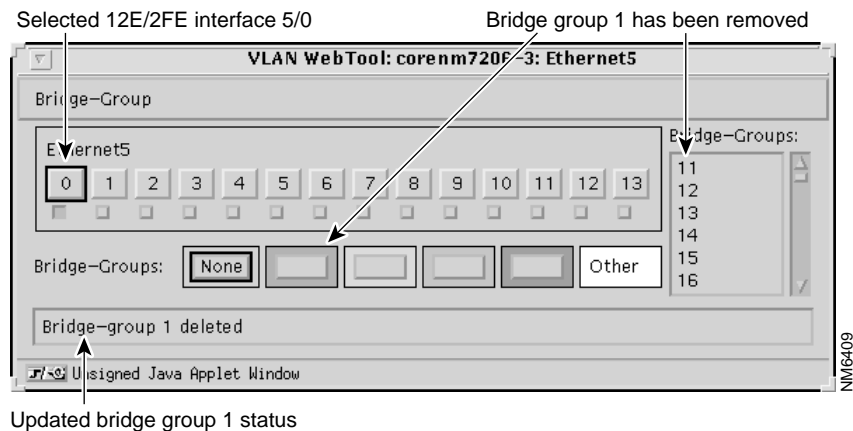 Selected 12E/2FE interface 5/0 Bridge group 1 has been removed
VLAN WebTool: corenm7206-3: Ethernet5
Bridge-Group
Ethernet5
Bridge-Groups:
0 1 2 3 4 5 6 7 8 9 10 11 12 13
11
12
13
14
15
16
Bridge-Groups: None Other
Bridge-group 1 deleted
Unsigned Java Applet Window
NM6409
Updated bridge group 1 status